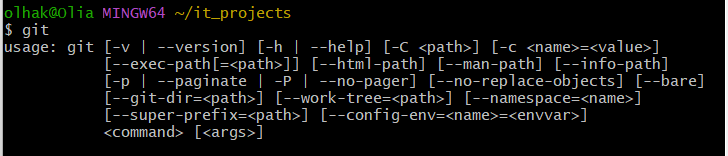 olhak@Olia MINGW64 ~/it_projects
$ git
usage: git [-v | --version] [-h | --help] [-C <path>] [-c <name>=<value>]
           [--exec-path[=<path>]] [--html-path] [--man-path] [--info-path]
           [-p | --paginate | -P | --no-pager] [--no-replace-objects] [--bare]
           [--git-dir=<path>] [--work-tree=<path>] [--namespace=<name>]
           [--super-prefix=<path>] [--config-env=<name>=<envvar>]
           <command> [<args>]